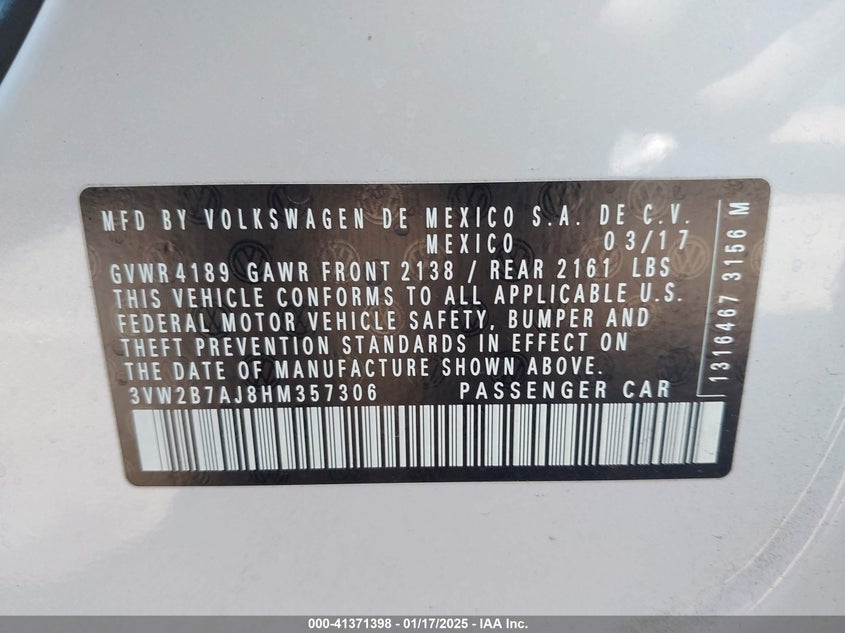 MFD BY VOLKSWAGEN DE MEXICO S.A. DE C.V.
MEXICO 03/17
GVWR4189 GAWR FRONT 2138 / REAR 2161 LBS
THIS VEHICLE CONFORMS TO ALL APPLICABLE U.S.
FEDERAL MOTOR VEHICLE SAFETY, BUMPER AND
THEFT PREVENTION STANDARDS IN EFFECT ON
THE DATE OF MANUFACTURE SHOWN ABOVE.
3VW2B7AJ8HM357306 PASSENGER CAR
1316467 3156 M
000-41371398 - 01/17/2025 - IAA Inc.